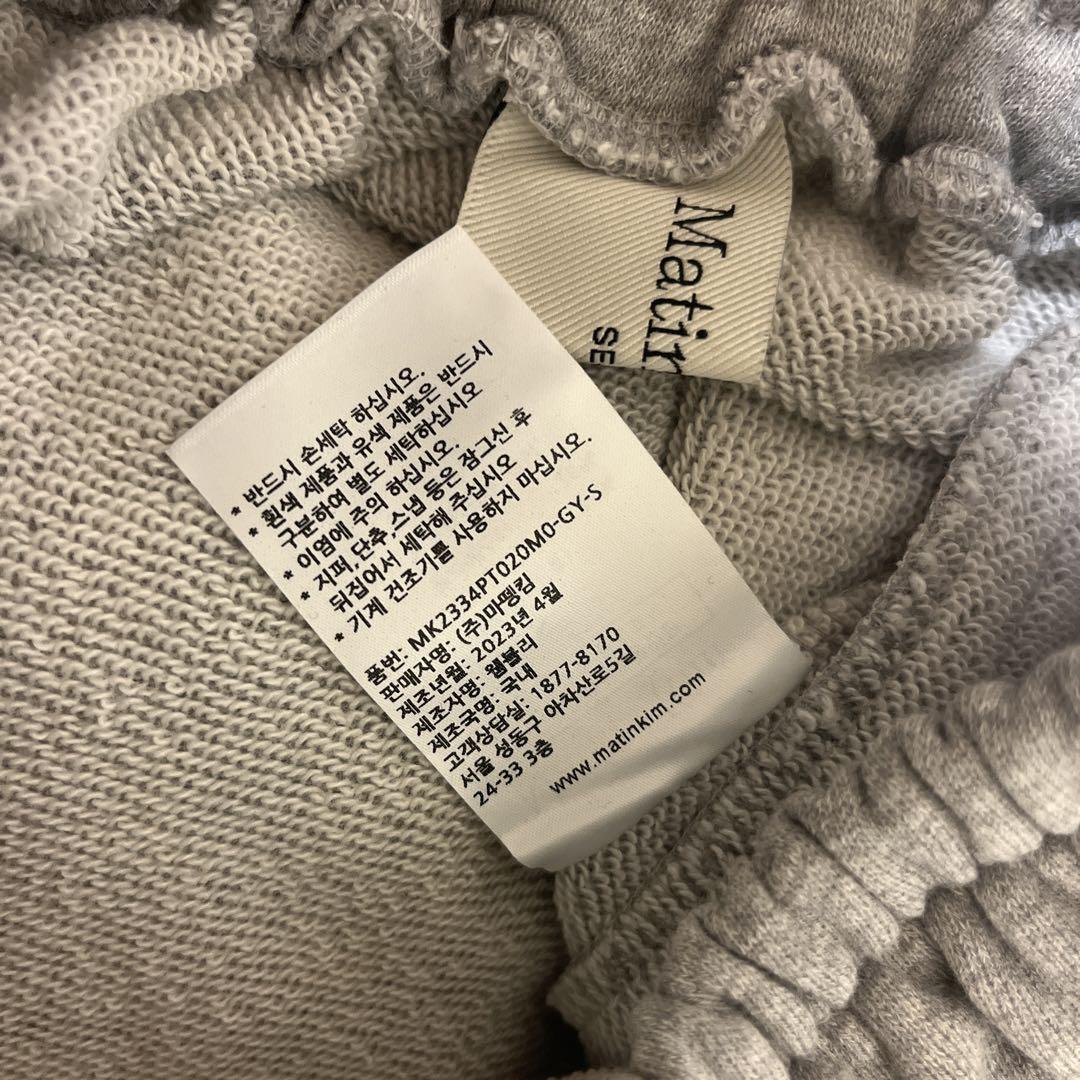 Matin
SE
* 반드시 손세탁 하십시오.
* 흰색 제품과 유색 제품은 반드시
구분하여 별도 세탁하십시오
* 이염에 주의 하십시오.
* 지퍼,단추,스냅 등은 잠그신 후
뒤집어서 세탁해 주십시오
* 기계 건조기를 사용하지 마십시오.
품번: MK2334PT020M0-GY-S
판매자명: (주)마뗑킴
제조년월: 2023년 4월
제조자명: 웸블리
제조국명: 국내
고객상담실: 1877-8170
서울 성동구 아차산로5길
24-33 3층
www.matinkim.com